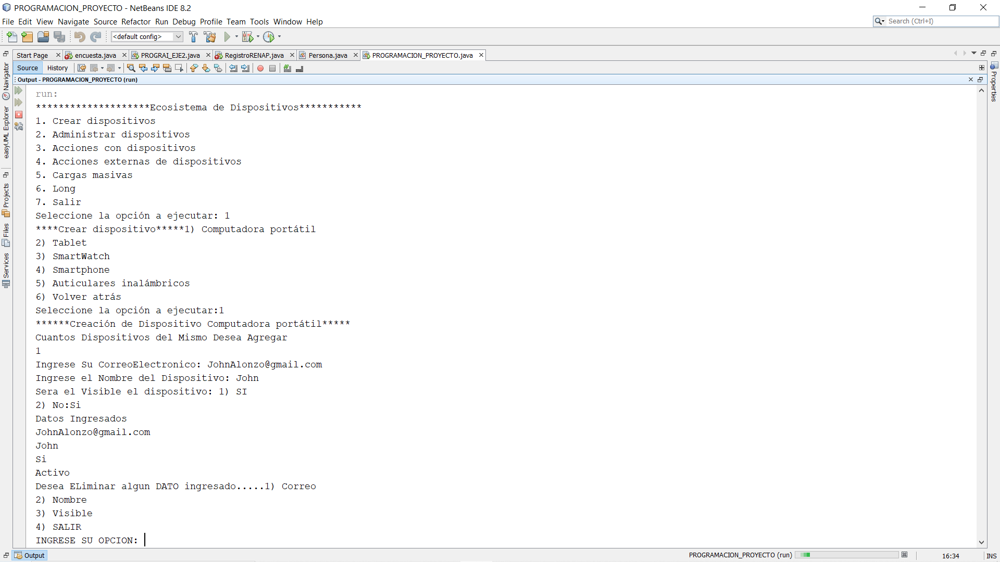 PROGRAMACION_PROYECTO - NetBeans IDE 8.2
File Edit View Navigate Source Refactor Run Debug Profile Team Tools Window Help
Search (Ctrl+I)
<default config>
Start Page encuesta.java PROGRAI_EJE2.java RegistroRENAP.java Persona.java PROGRAMACION_PROYECTO.java
Source History
Output - PROGRAMACION_PROYECTO (run)
Navigator
easyUML Explorer
Projects
Files
Services
Properties
run:
********************Ecosistema de Dispositivos***********
1. Crear dispositivos
2. Administrar dispositivos
3. Acciones con dispositivos
4. Acciones externas de dispositivos
5. Cargas masivas
6. Long
7. Salir
Seleccione la opción a ejecutar: 1
****Crear dispositivo*****1) Computadora portátil
2) Tablet
3) SmartWatch
4) Smartphone
5) Auticulares inalámbricos
6) Volver atrás
Seleccione la opción a ejecutar:1
******Creación de Dispositivo Computadora portátil*****
Cuantos Dispositivos del Mismo Desea Agregar
1
Ingrese Su CorreoElectronico: JohnAlonzo@gmail.com
Ingrese el Nombre del Dispositivo: John
Sera el Visible el dispositivo: 1) SI
2) No:Si
Datos Ingresados
JohnAlonzo@gmail.com
John
Si
Activo
Desea ELiminar algun DATO ingresado.....1) Correo
2) Nombre
3) Visible
4) SALIR
INGRESE SU OPCION:
Output
PROGRAMACION_PROYECTO (run)
16:34
INS